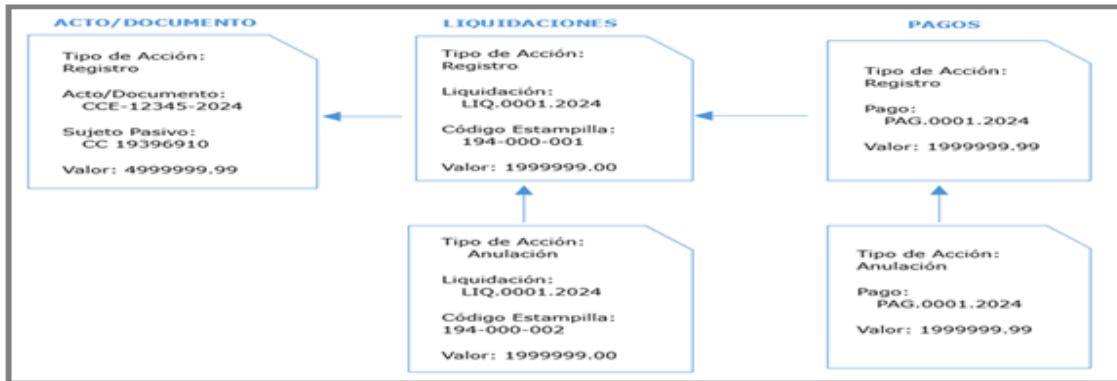 ACTO/DOCUMENTO
Tipo de Acción:
Registro
Acto/Documento:
CCE-12345-2024
Sujeto Pasivo:
CC 19396910
Valor: 4999999.99
LIQUIDACIONES
Tipo de Acción:
Registro
Liquidación:
LIQ.0001.2024
Código Estampilla:
194-000-001
Valor: 1999999.00
PAGOS
Tipo de Acción:
Registro
Pago:
PAG.0001.2024
Valor: 1999999.99
Tipo de Acción:
Anulación
Liquidación:
LIQ.0001.2024
Código Estampilla:
194-000-002
Valor: 1999999.00
Tipo de Acción:
Anulación
Pago:
PAG.0001.2024
Valor: 1999999.99